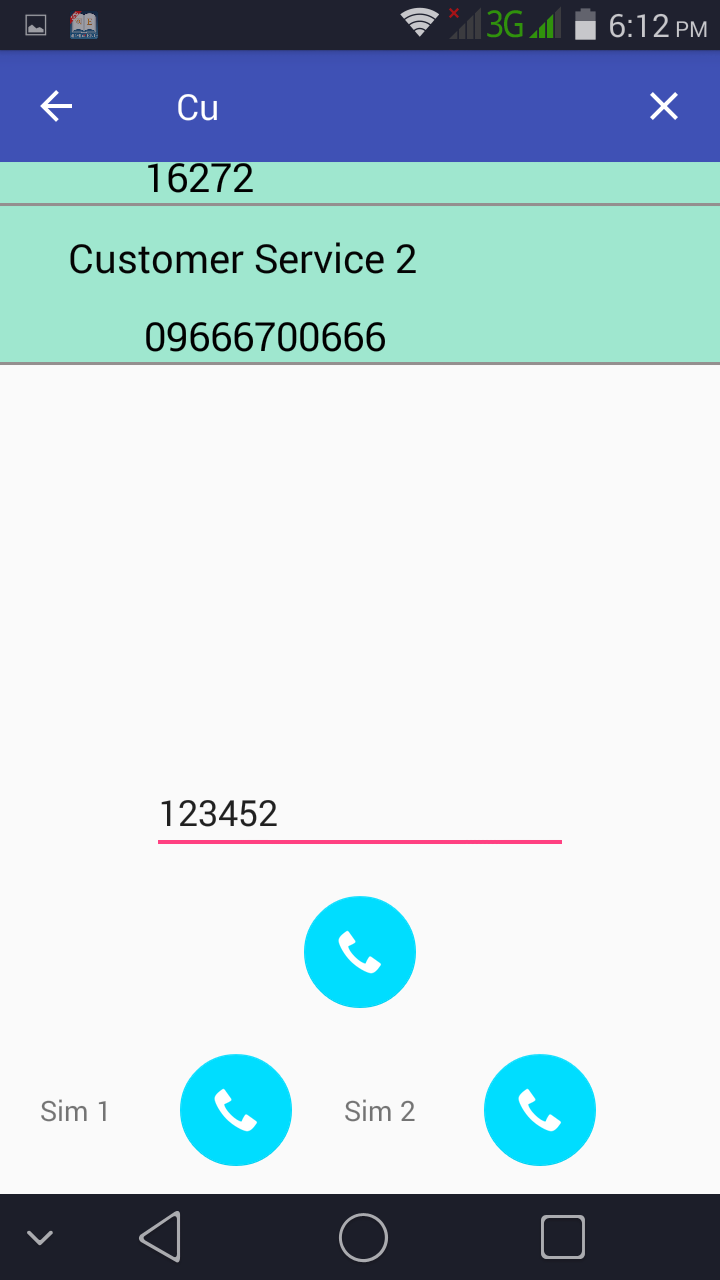 3G 6:12 PM
Cu
16272
Customer Service 2
09666700666
123452
Sim 1 Sim 2